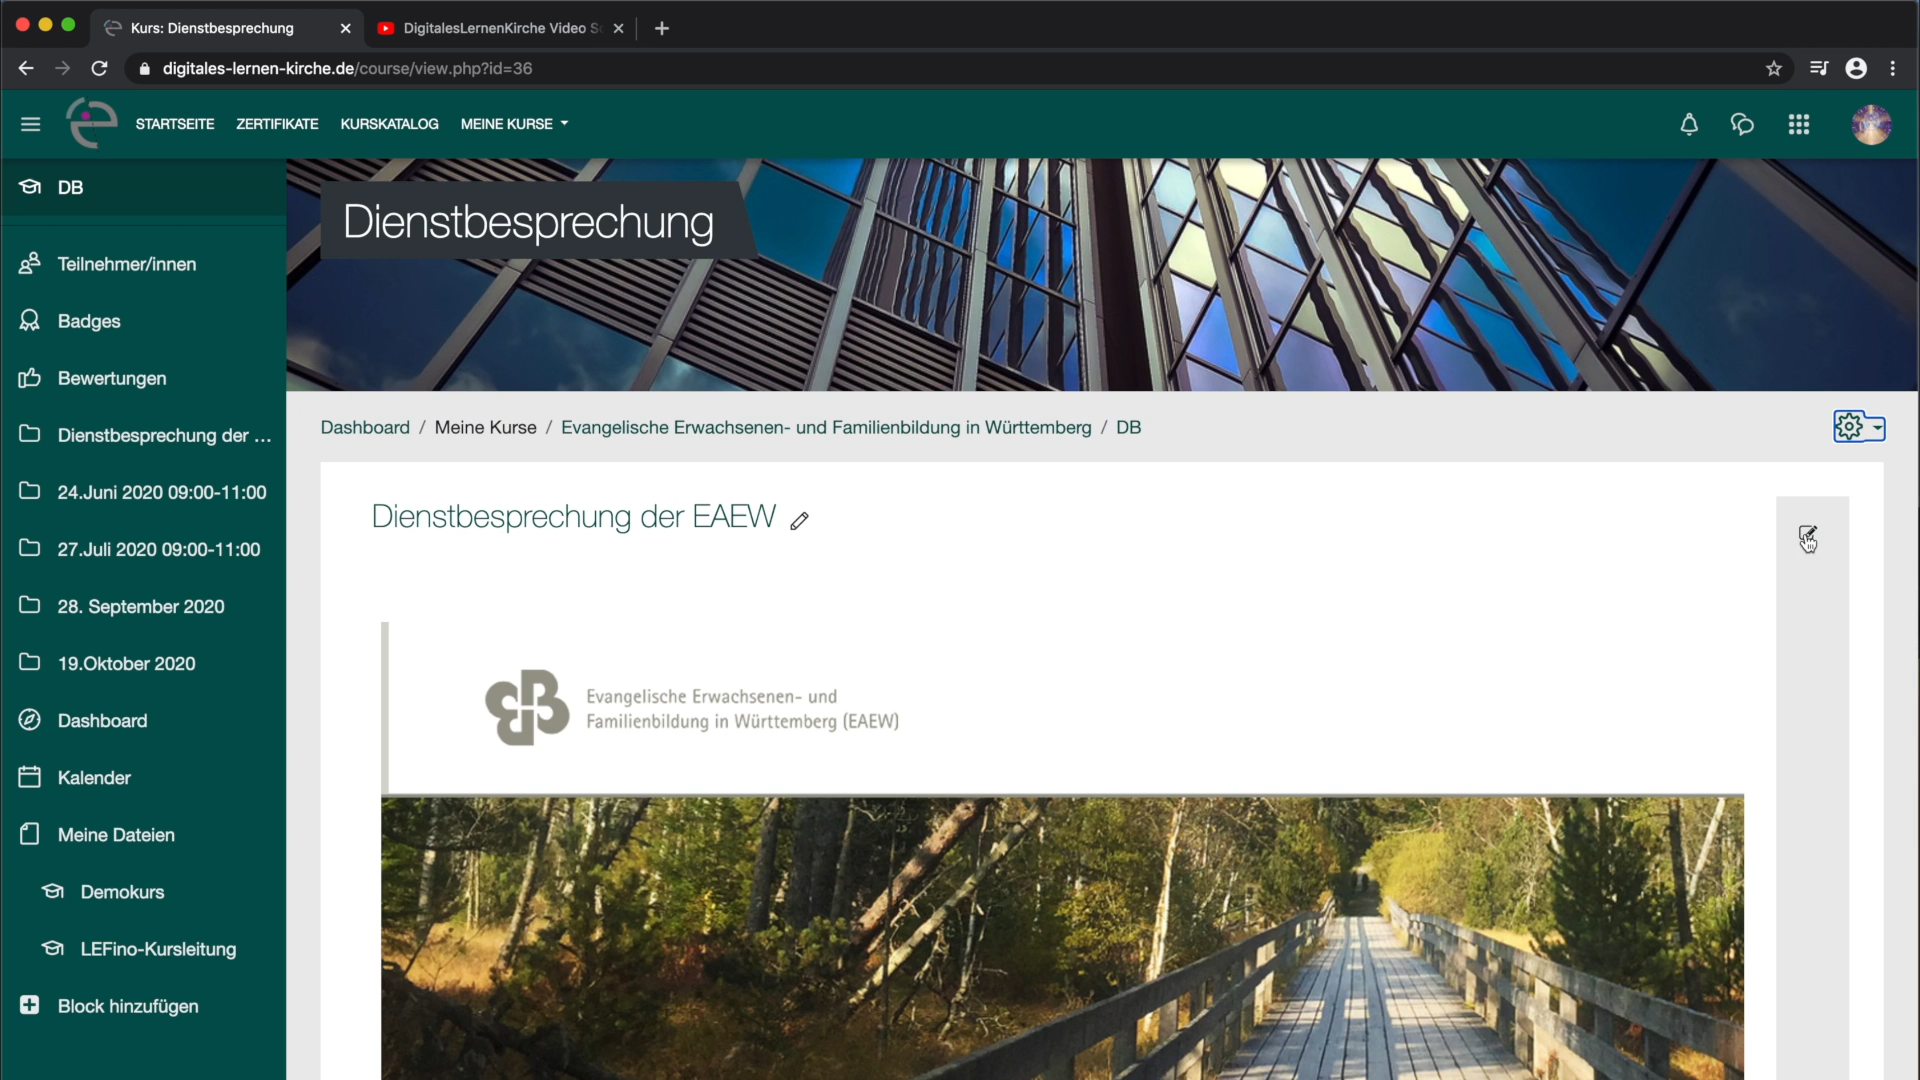 Kurs: Dienstbesprechung
DigitalesLernenKirche Video S
digitales-lernen-kirche.de/course/view.php?id=36
STARTSEITE
ZERTIFIKATE
KURSKATALOG
MEINE KURSE
DB
Dienstbesprechung
Teilnehmer/innen
Badges
Bewertungen
Dienstbesprechung der ...
24.Juni 2020 09:00-11:00
27.Juli 2020 09:00-11:00
28. September 2020
19.Oktober 2020
Dashboard
Kalender
Meine Dateien
Demokurs
LEFino-Kursleitung
Block hinzufügen
Dashboard / Meine Kurse / Evangelische Erwachsenen- und Familienbildung in Württemberg / DB
Dienstbesprechung der EAEW
Evangelische Erwachsenen- und
Familienbildung in Württemberg (EAEW)